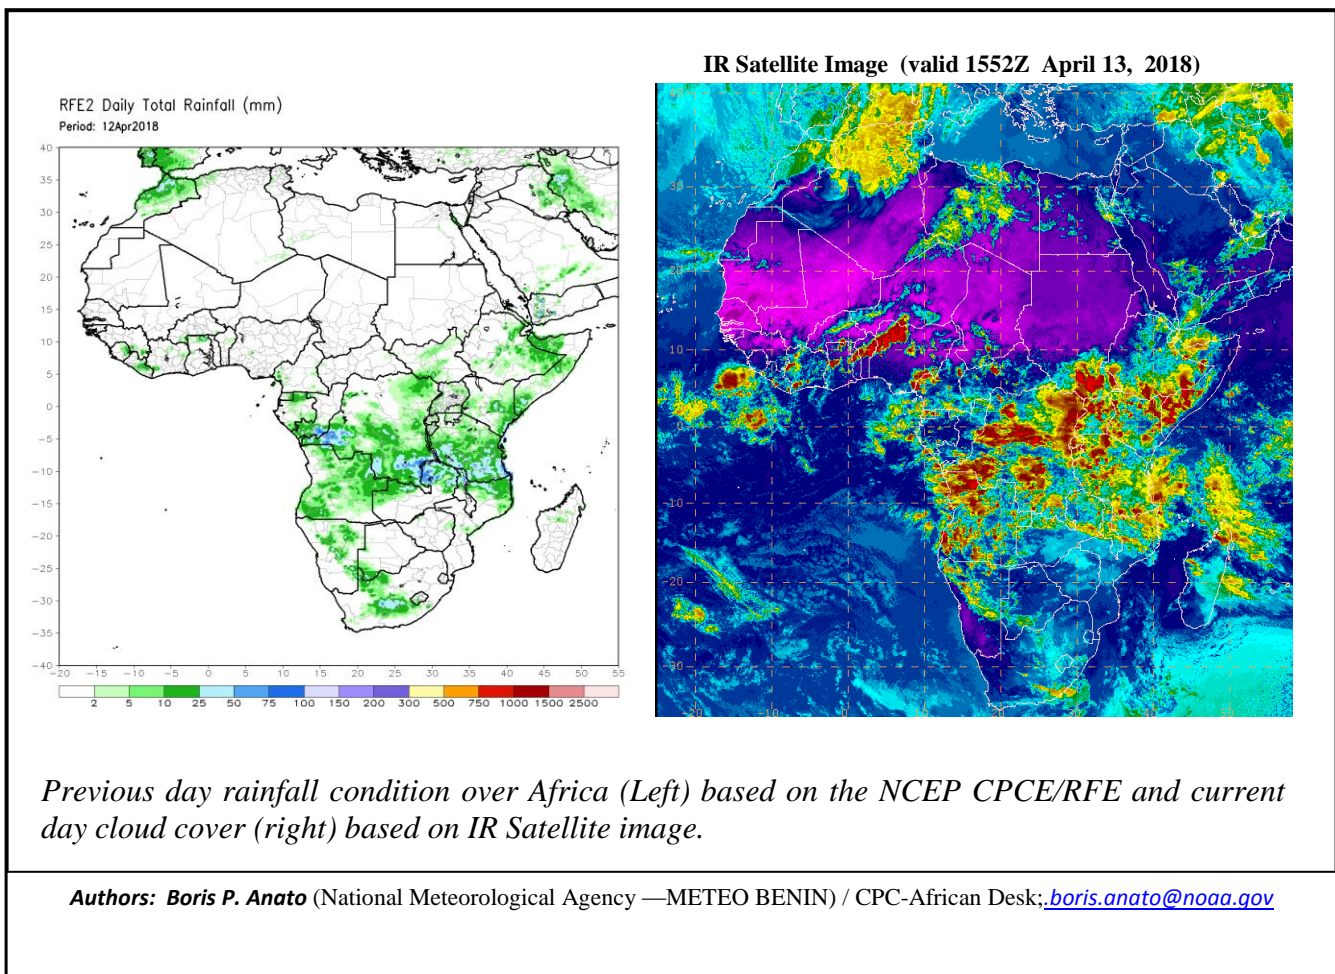 IR Satellite Image (valid 1552Z April 13, 2018)
RFE2 Daily Total Rainfall (mm)
Period: 12Apr2018
40
35
30
25
20
15
10
5
0
−5
−10
−15
−20
−25
−30
−35
−40
−20 −15 −10 −5 0 5 10 15 20 25 30 35 40 45 50 55
2 5 10 25 50 75 100 150 200 300 500 750 1000 1500 2500
Previous day rainfall condition over Africa (Left) based on the NCEP CPCE/RFE and current
day cloud cover (right) based on IR Satellite image.
Authors: Boris P. Anato (National Meteorological Agency —METEO BENIN) / CPC-African Desk;.boris.anato@noaa.gov